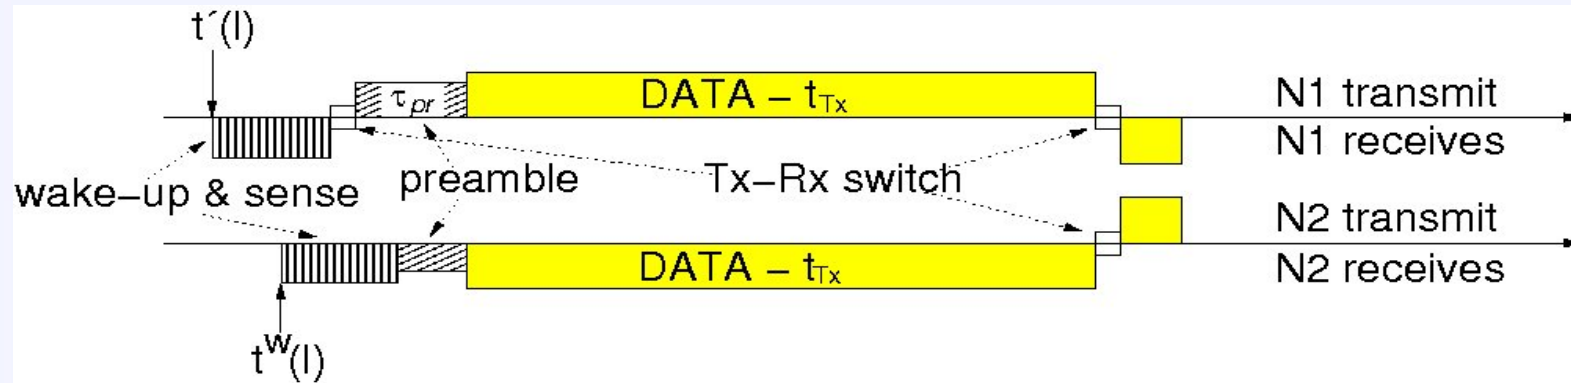 t´(l)
τpr
DATA – tTx
N1 transmit
N1 receives
wake–up & sense
preamble
Tx–Rx switch
N2 transmit
DATA – tTx
N2 receives
tw(l)